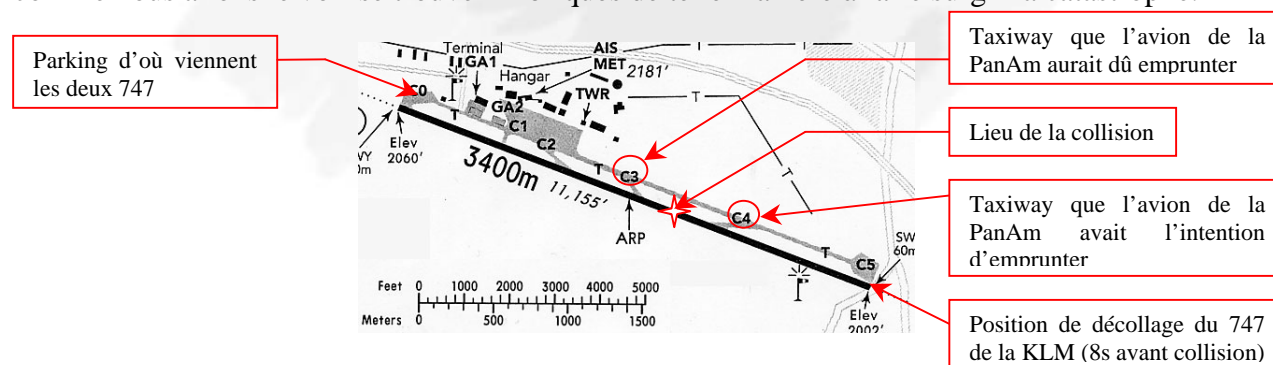 Parking d'où viennent
les deux 747
Taxiway que l'avion de la
PanAm aurait dû emprunter
Lieu de la collision
Taxiway que l'avion de la
PanAm avait l'intention
d'emprunter
Position de décollage du 747
de la KLM (8s avant collision)
Terminal
GA1
AIS
MET
2181'
Hangar
TWR
C0
GA2
C1
C2
T
T
T
T
T
T
C3
C4
C5
Elev
2060'
3400m
11,155'
ARP
SW
60m
Elev
2002'
Feet 0 1000 2000 3000 4000 5000
Meters 0 500 1000 1500